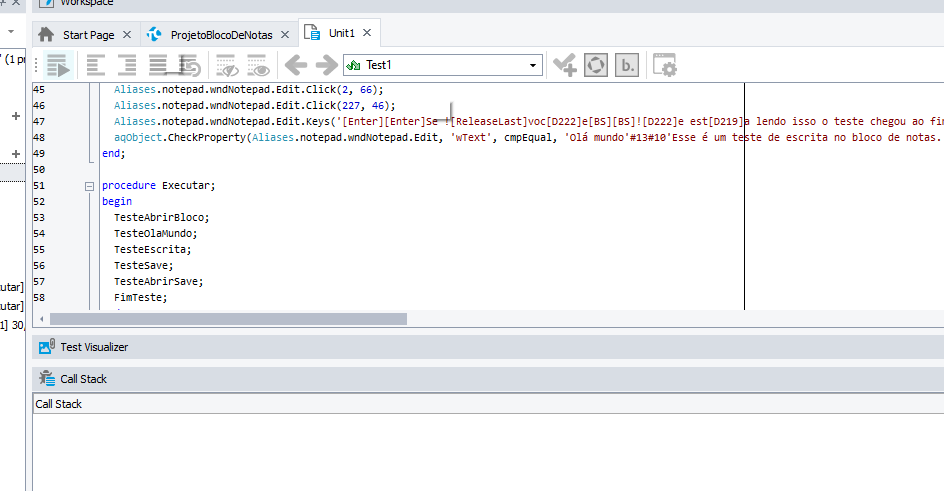 Workspace
Start Page
ProjetoBlocoDeNotas
Unit1
(1 pr
Test1
b.
45 Aliases.notepad.wndNotepad.Edit.Click(2, 66);
46 Aliases.notepad.wndNotepad.Edit.Click(227, 46);
47 Aliases.notepad.wndNotepad.Edit.Keys('[Enter][Enter]Se ![ReleaseLast]voc[D222]e[BS][BS]![D222]e est[D219]a lendo isso o teste chegou ao fim
48 aqObject.CheckProperty(Aliases.notepad.wndNotepad.Edit, 'wText', cmpEqual, 'Olá mundo'#13#10'Esse é um teste de escrita no bloco de notas.
49 end;
50
51 procedure Executar;
52 begin
53 TesteAbrirBloco;
54 TesteOlaMundo;
55 TesteEscrita;
56 TesteSave;
57 TesteAbrirSave;
58 FimTeste;
cutar]
cutar]
1] 30,
Test Visualizer
Call Stack
Call Stack